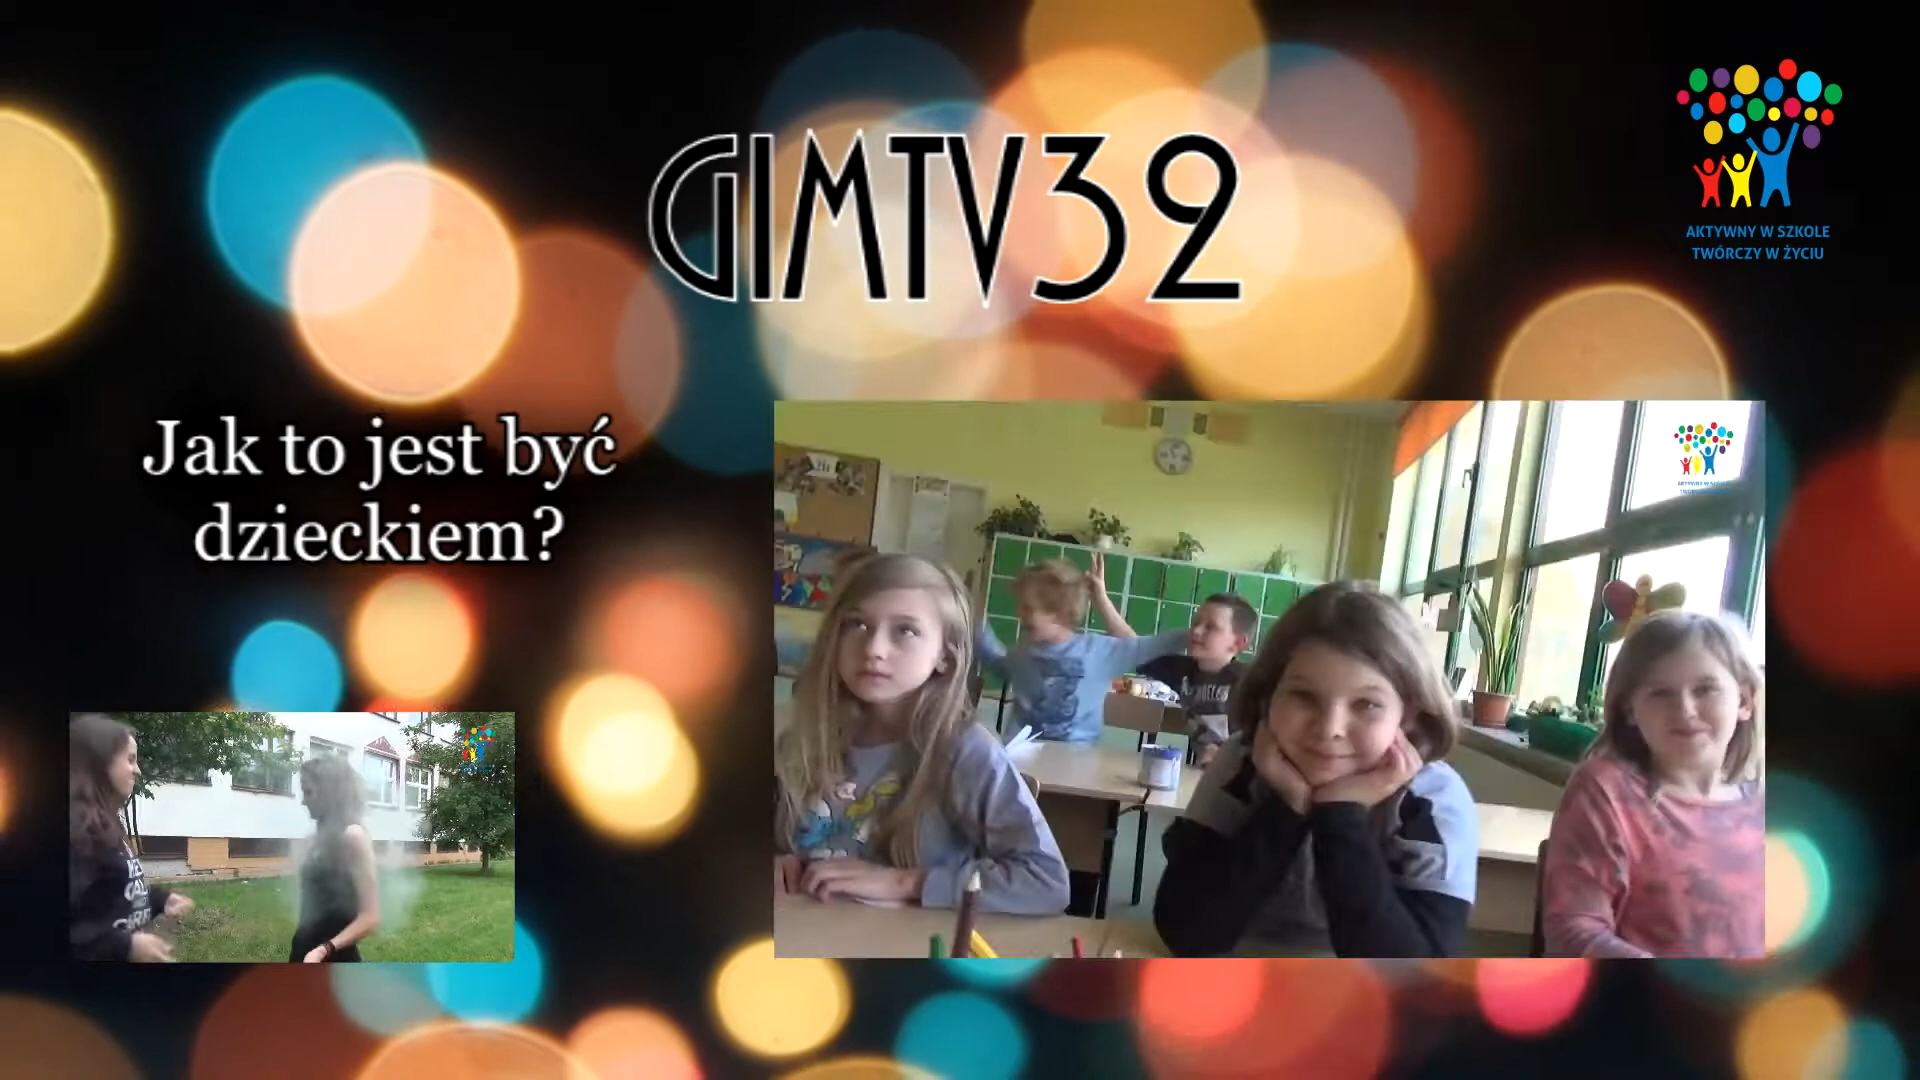 GIMTV32
AKTYWNY W SZKOLE
TWÓRCZY W ŻYCIU
Jak to jest być
dzieckiem?